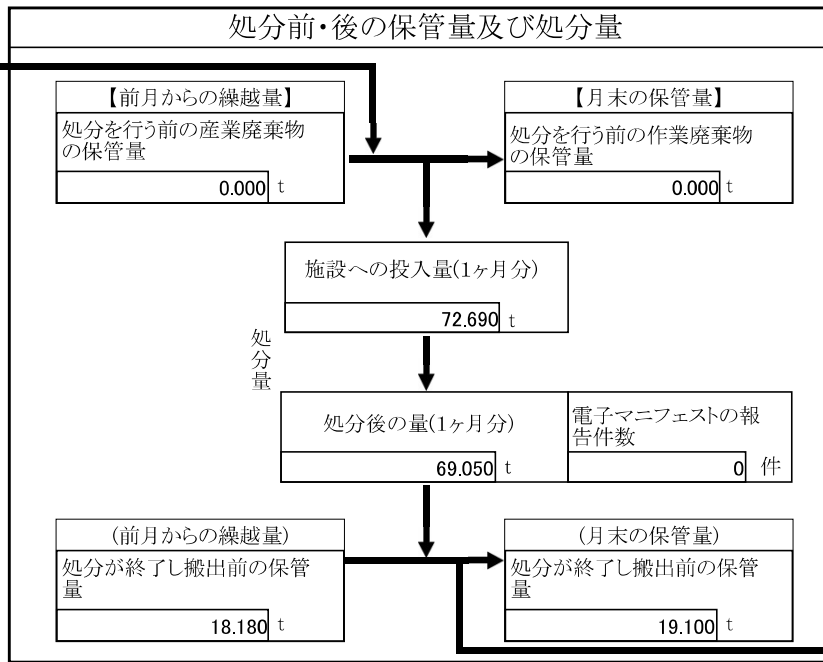 処分前・後の保管量及び処分量
【前月からの繰越量】
処分を行う前の産業廃棄物
の保管量
0.000 t
【月末の保管量】
処分を行う前の作業廃棄物
の保管量
0.000 t
施設への投入量(1ヶ月分)
72.690 t
処分量
処分後の量(1ヶ月分)
69.050 t
電子マニフェストの報
告件数
0 件
(前月からの繰越量)
処分が終了し搬出前の保管
量
18.180 t
(月末の保管量)
処分が終了し搬出前の保管
量
19.100 t